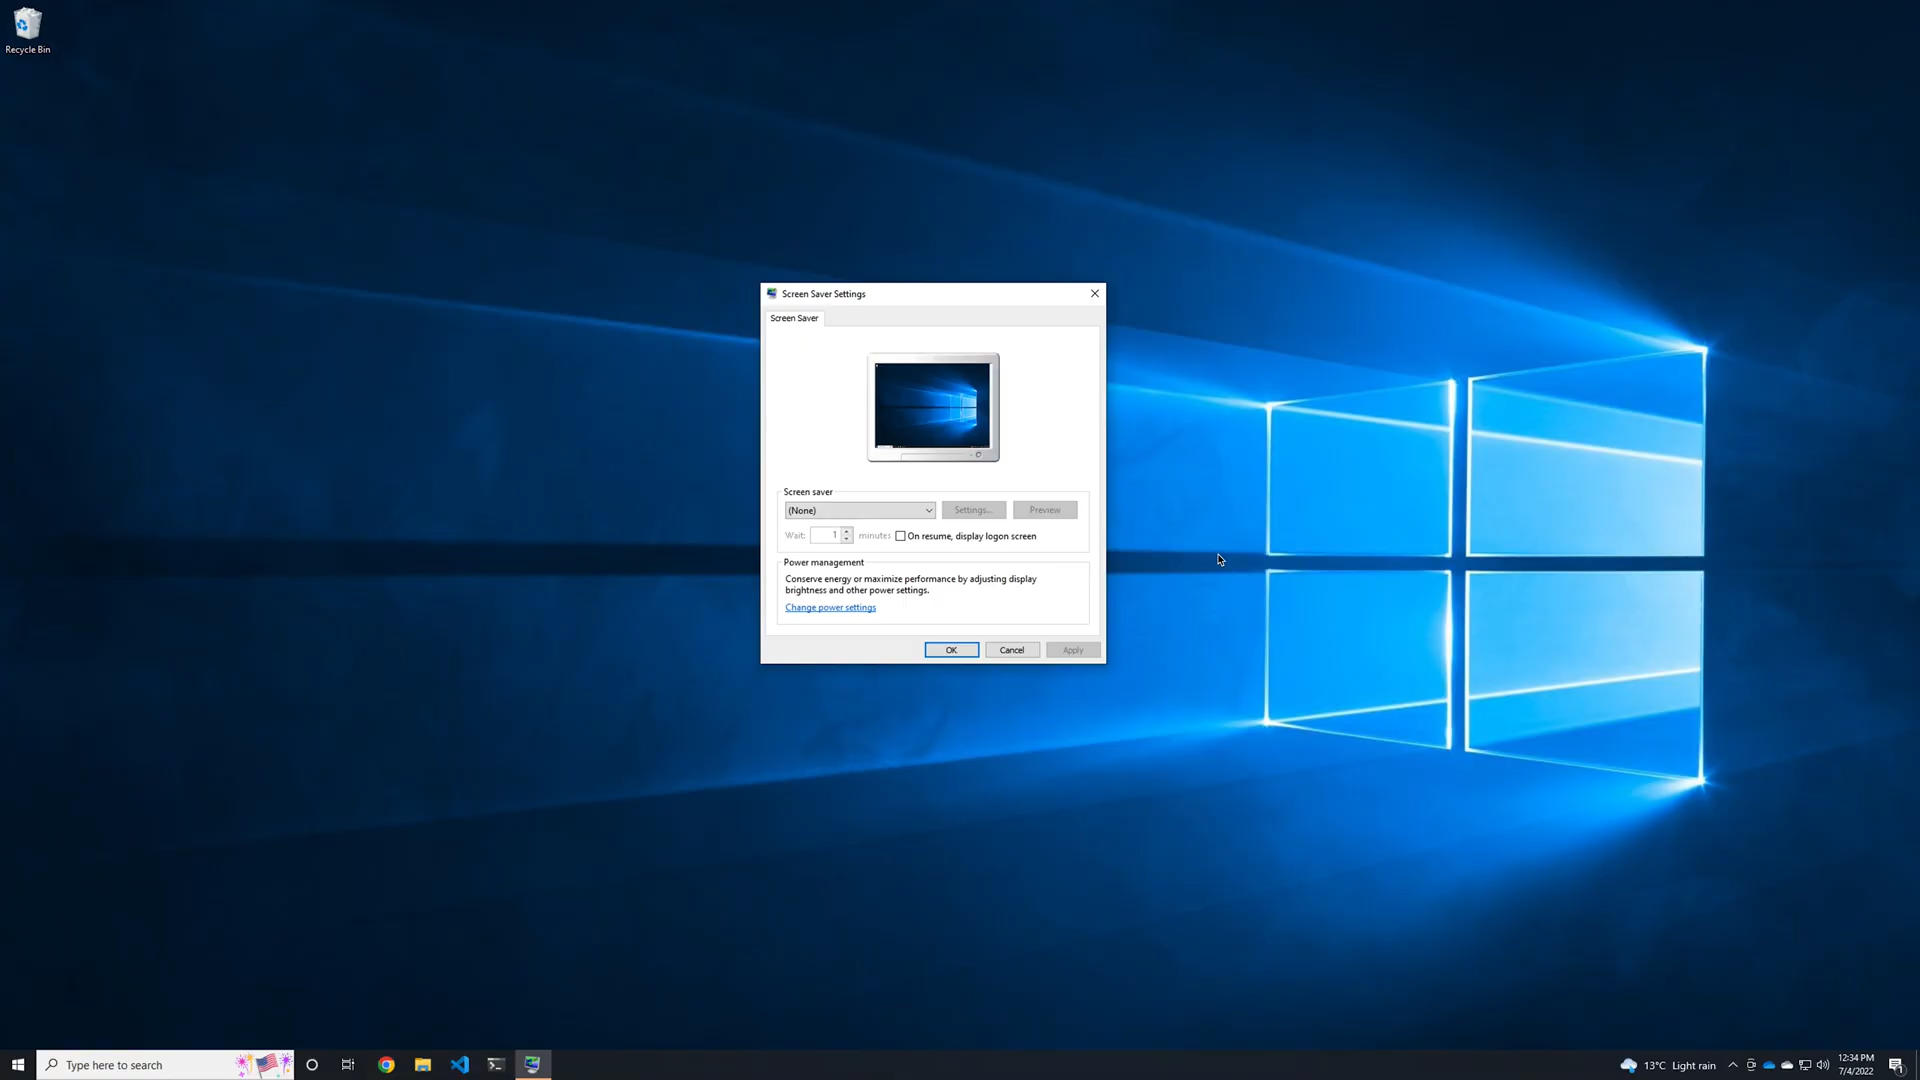 Recycle Bin
Screen Saver Settings
Screen Saver
Screen saver
(None)
Settings...
Preview
Wait:
1
minutes
On resume, display logon screen
Power management
Conserve energy or maximize performance by adjusting display
brightness and other power settings.
Change power settings
OK
Cancel
Apply
Type here to search
13°C Light rain
12:34 PM
7/4/2022
1